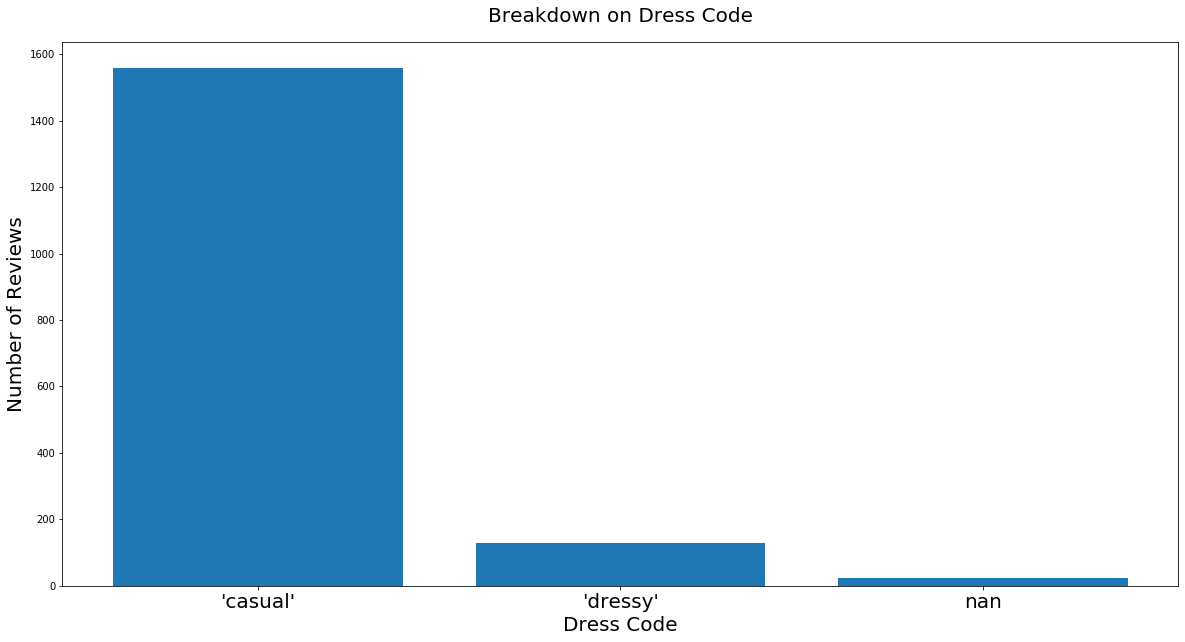 Breakdown on Dress Code
1600
1400
1200
1000
800
600
400
200
0
Number of Reviews
'casual' 'dressy' nan
Dress Code